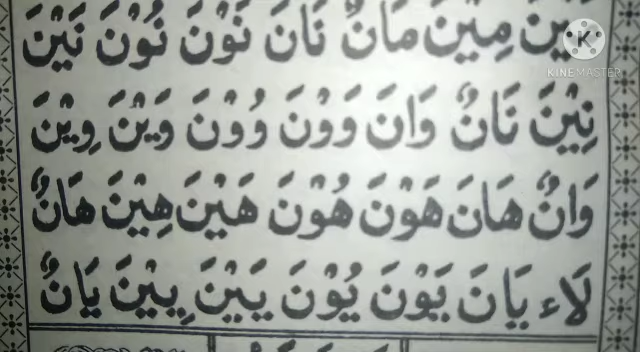 مِيْنَ مَانٌ نَانَ نَوْنَ نُوْنَ نَيْنَ
نِيْنَ نَانٌ وَانَ وَوْنَ وُوْنَ وَيْنَ وِيْنَ
وَانٌ هَانَ هَوْنَ هُوْنَ هَيْنَ هِيْنَ هَانٌ
لَاءِ يَانَ يَوْنَ يُوْنَ يَيْنَ يِيْنَ يَانٌ
KINEMASTER